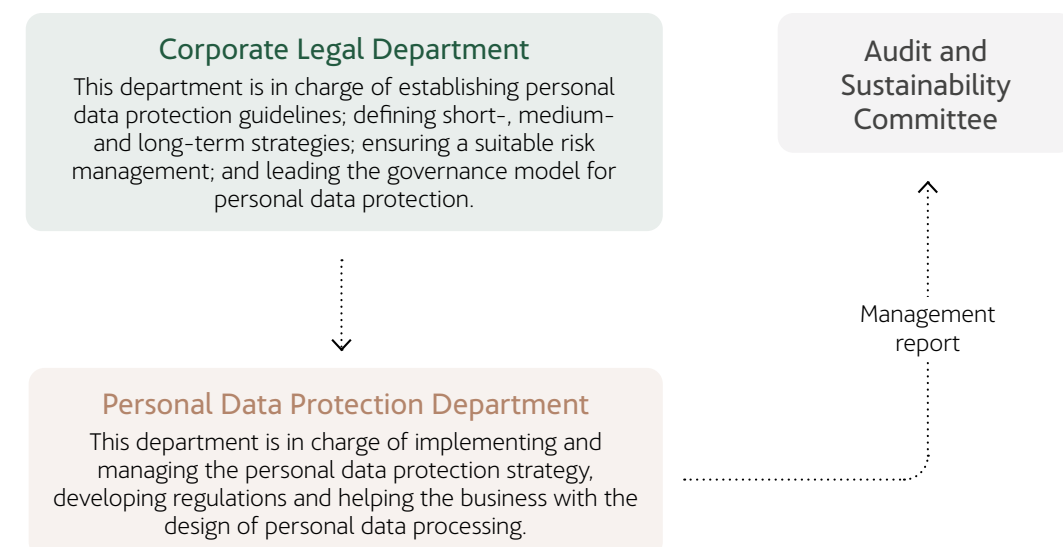 Corporate Legal Department
This department is in charge of establishing personal
data protection guidelines; defining short-, medium-
and long-term strategies; ensuring a suitable risk
management; and leading the governance model for
personal data protection.
Audit and
Sustainability
Committee
Management
report
Personal Data Protection Department
This department is in charge of implementing and
managing the personal data protection strategy,
developing regulations and helping the business with the
design of personal data processing.